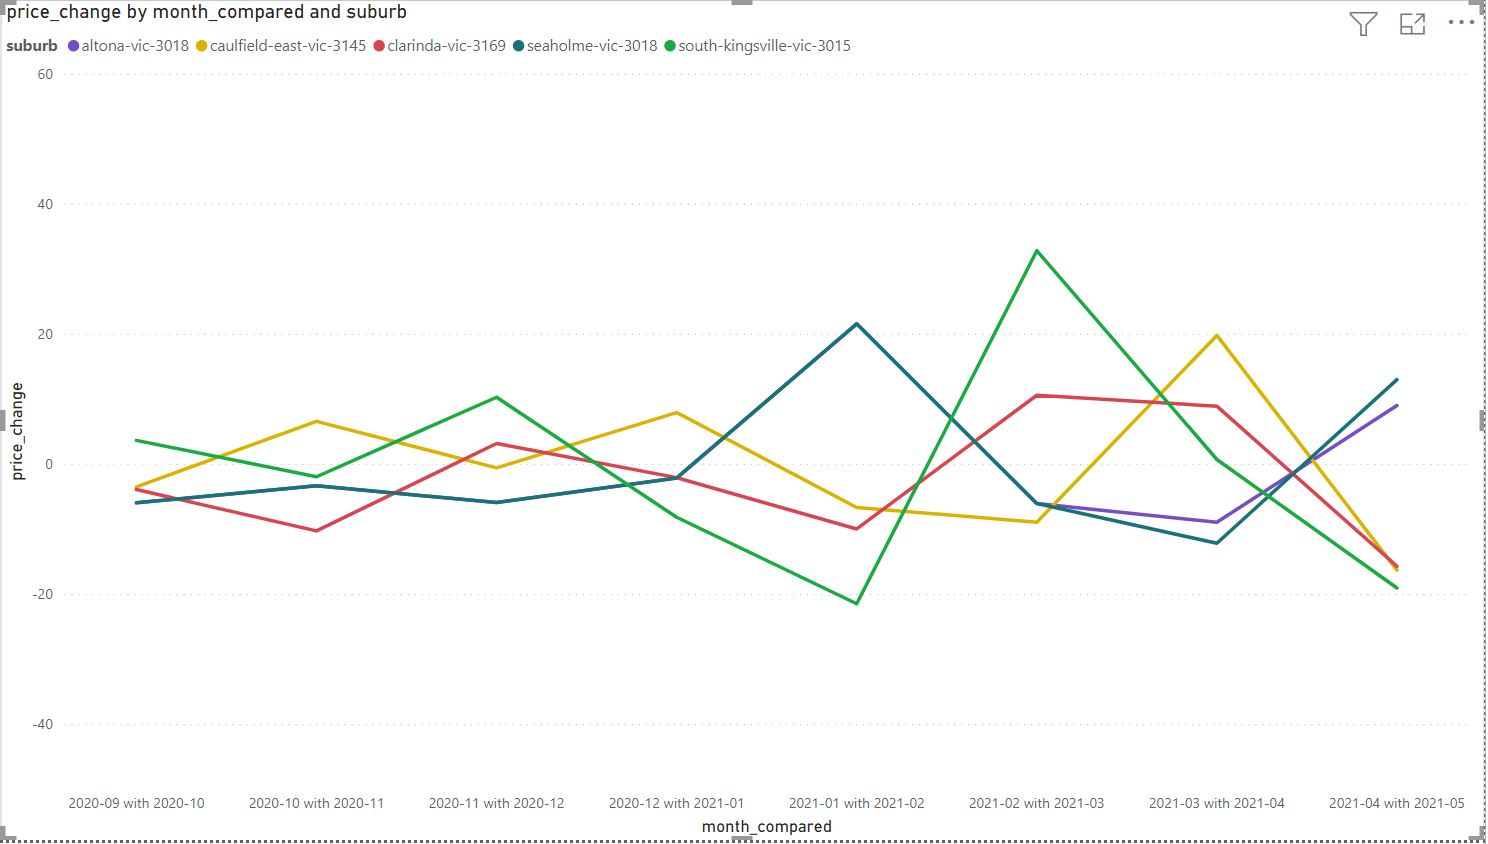 price_change by month_compared and suburb
suburb altona-vic-3018 caulfield-east-vic-3145 clarinda-vic-3169 seaholme-vic-3018 south-kingsville-vic-3015
60
40
20
0
-20
-40
price_change
2020-09 with 2020-10 2020-10 with 2020-11 2020-11 with 2020-12 2020-12 with 2021-01 2021-01 with 2021-02 2021-02 with 2021-03 2021-03 with 2021-04 2021-04 with 2021-05
month_compared